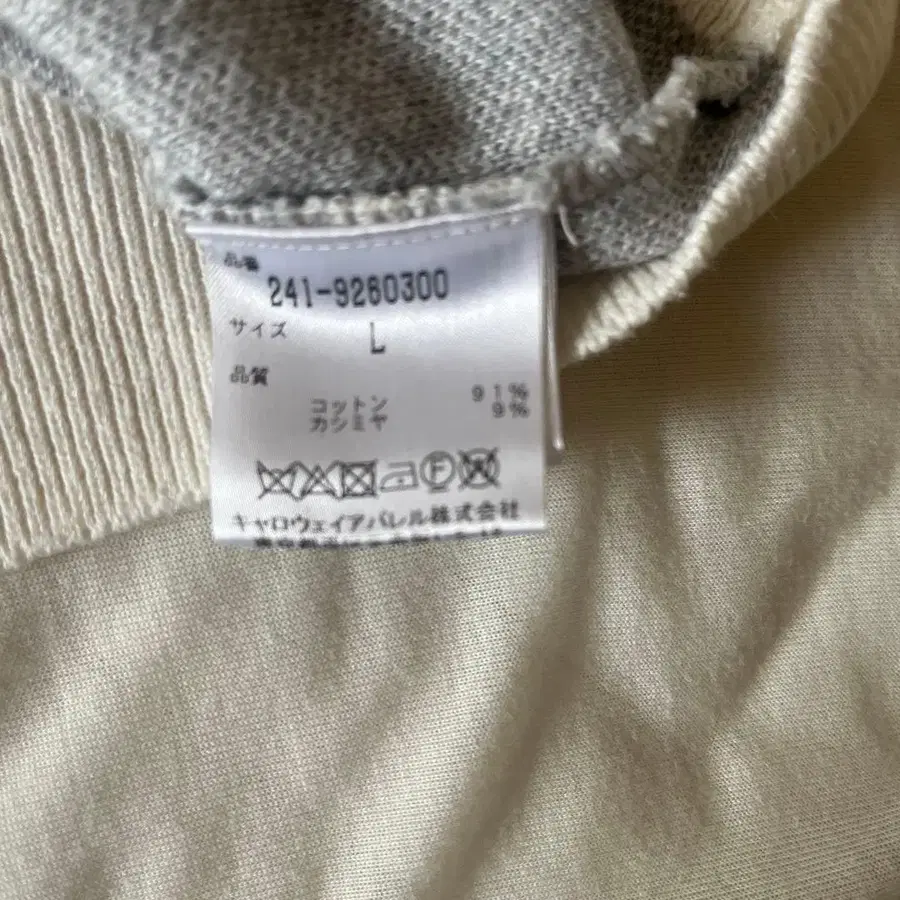 品番
241-9260300
サイズ L
品質
コットン 91%
カシミヤ 9%
F
キャロウェイアパレル株式会社